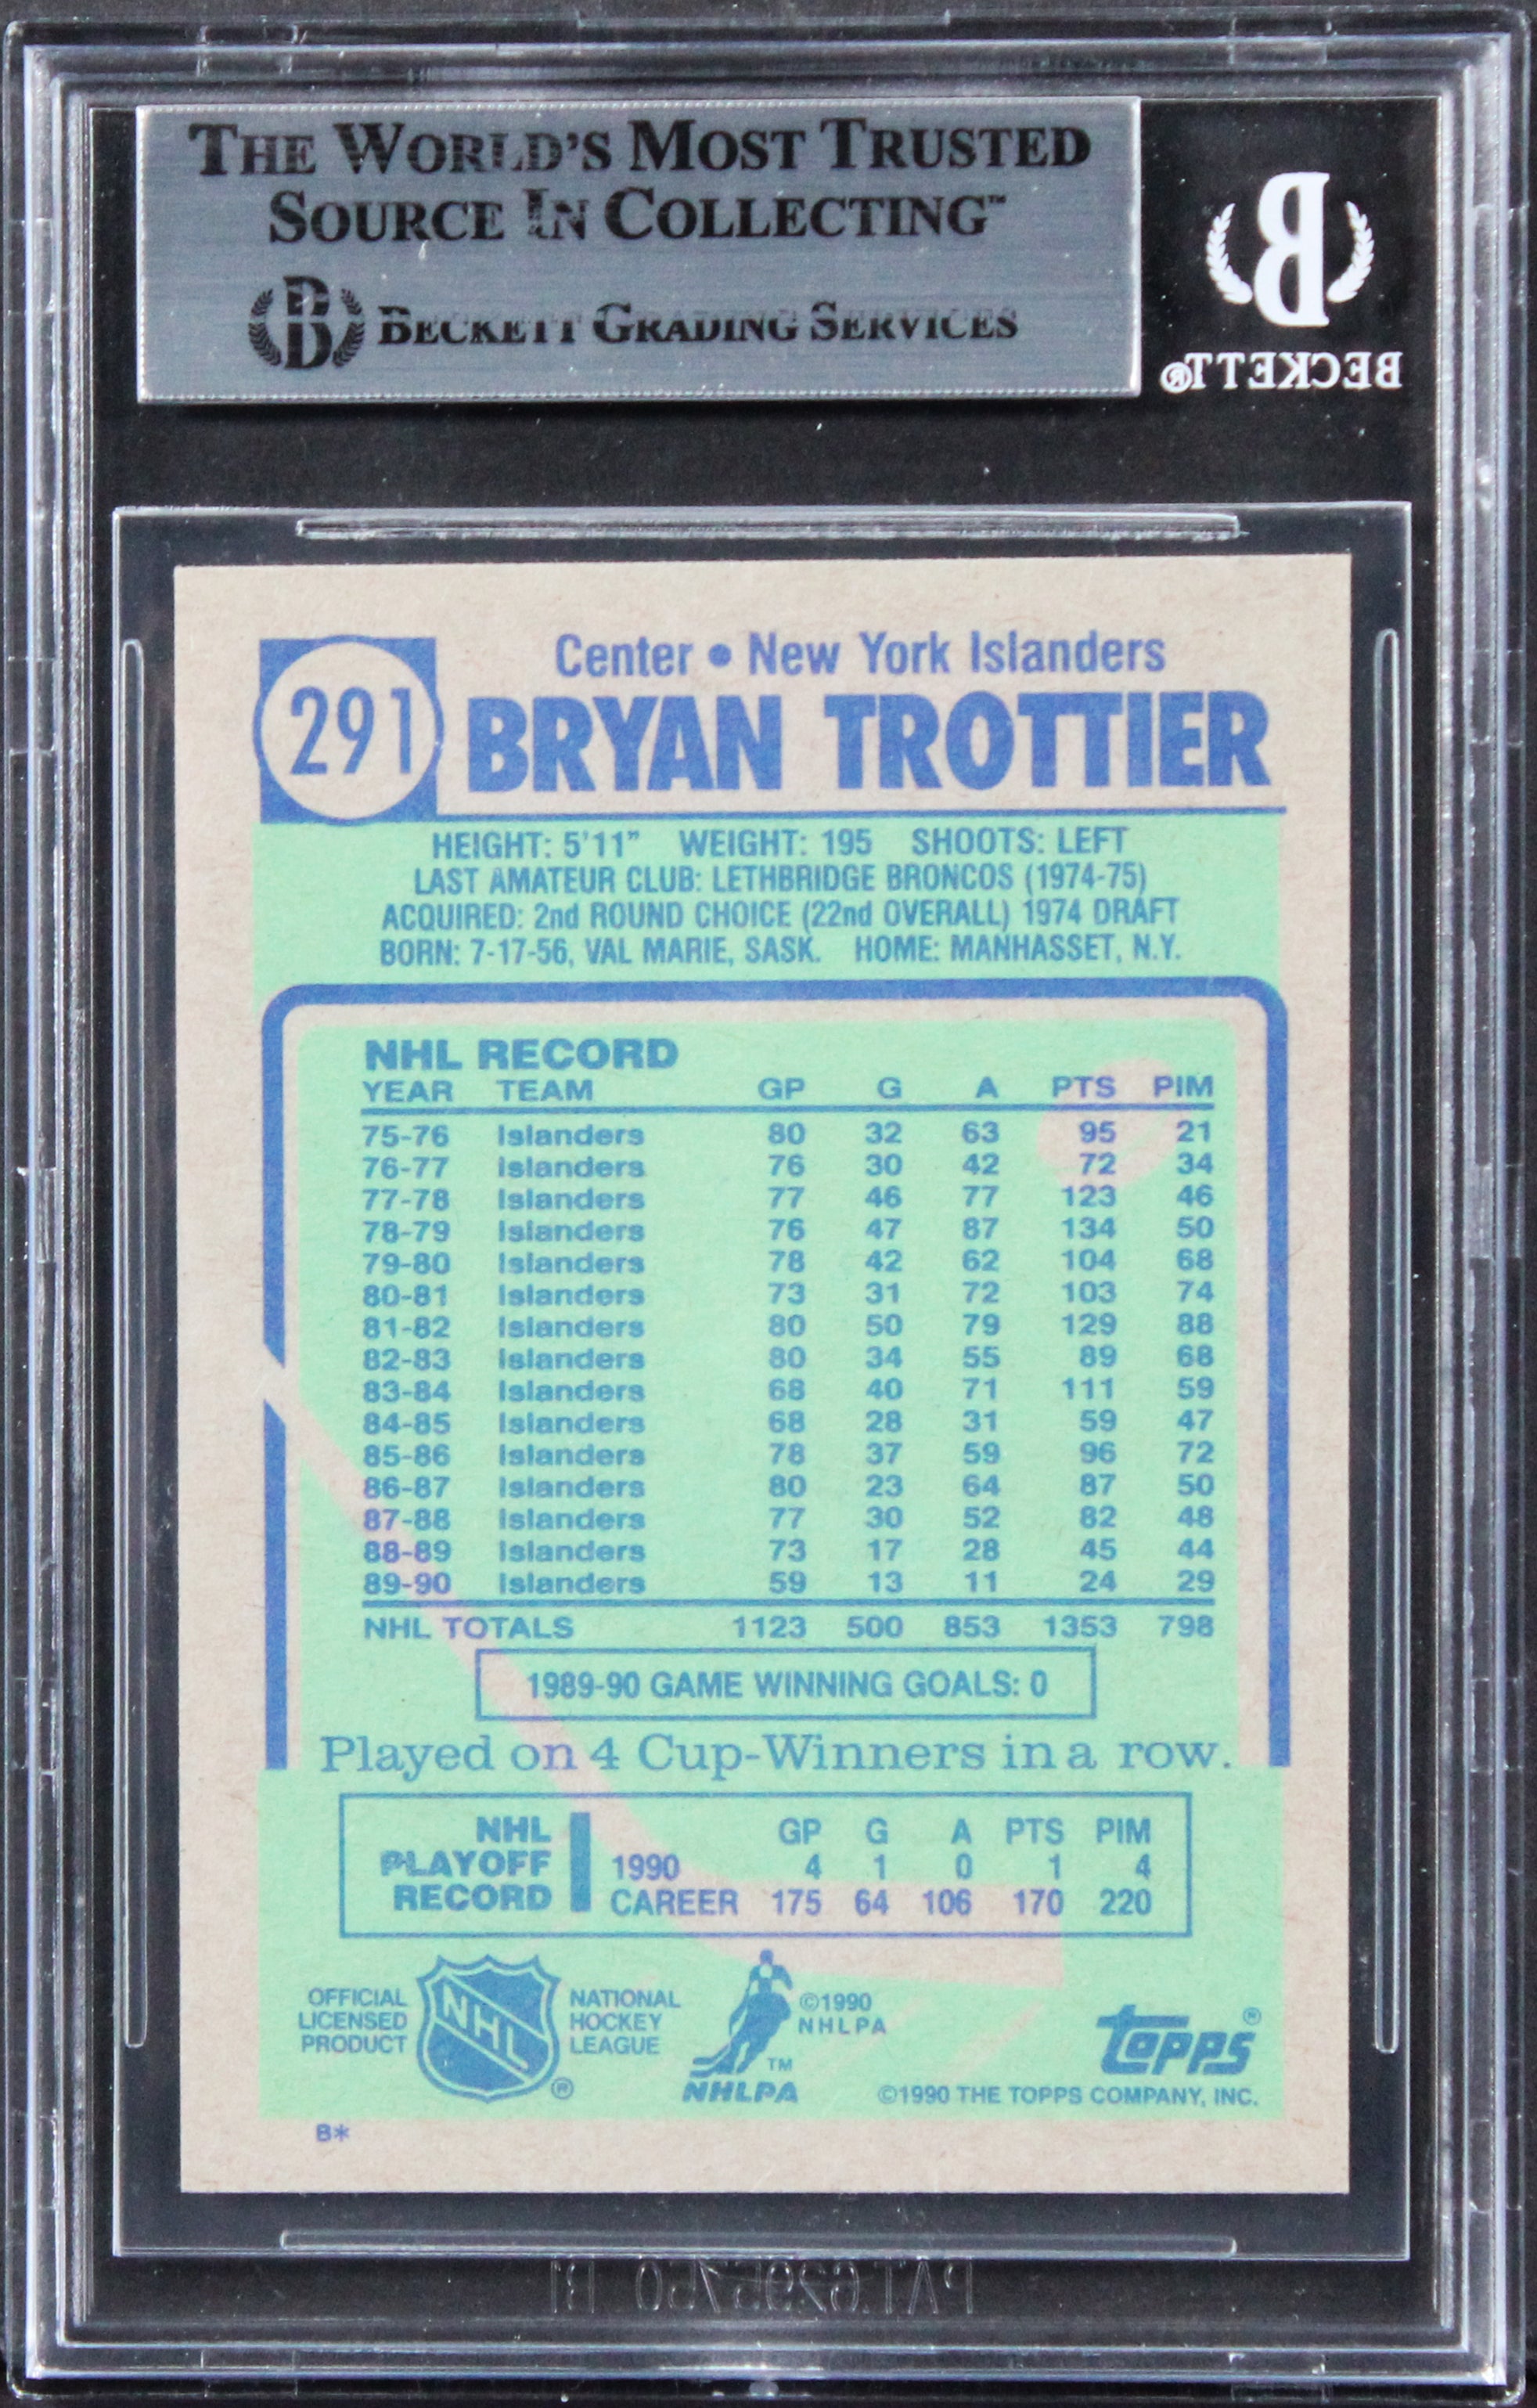 THE WORLD'S MOST TRUSTED
SOURCE IN COLLECTING™
B BECKETT GRADING SERVICES
B
BECKETT®
291
Center • New York Islanders
BRYAN TROTTIER
HEIGHT: 5'11" WEIGHT: 195 SHOOTS: LEFT
LAST AMATEUR CLUB: LETHBRIDGE BRONCOS (1974-75)
ACQUIRED: 2nd ROUND CHOICE (22nd OVERALL) 1974 DRAFT
BORN: 7-17-56, VAL MARIE, SASK. HOME: MANHASSET, N.Y.
NHL RECORD
YEAR TEAM GP G A PTS PIM
75-76 Islanders 80 32 63 95 21
76-77 Islanders 76 30 42 72 34
77-78 Islanders 77 46 77 123 46
78-79 Islanders 76 47 87 134 50
79-80 Islanders 78 42 62 104 68
80-81 Islanders 73 31 72 103 74
81-82 Islanders 80 50 79 129 88
82-83 Islanders 80 34 55 89 68
83-84 Islanders 68 40 71 111 59
84-85 Islanders 68 28 31 59 47
85-86 Islanders 78 37 59 96 72
86-87 Islanders 80 23 64 87 50
87-88 Islanders 77 30 52 82 48
88-89 Islanders 73 17 28 45 44
89-90 Islanders 59 13 11 24 29
NHL TOTALS 1123 500 853 1353 798
1989-90 GAME WINNING GOALS: 0
Played on 4 Cup-Winners in a row.
NHL PLAYOFF RECORD
GP G A PTS PIM
1990 4 1 0 1 4
CAREER 175 64 106 170 220
OFFICIAL
LICENSED
PRODUCT
NHL
®
NATIONAL
HOCKEY
LEAGUE
TM
NHLPA
©1990
NHLPA
Topps®
©1990 THE TOPPS COMPANY, INC.
B*
PAT.6295750 B1